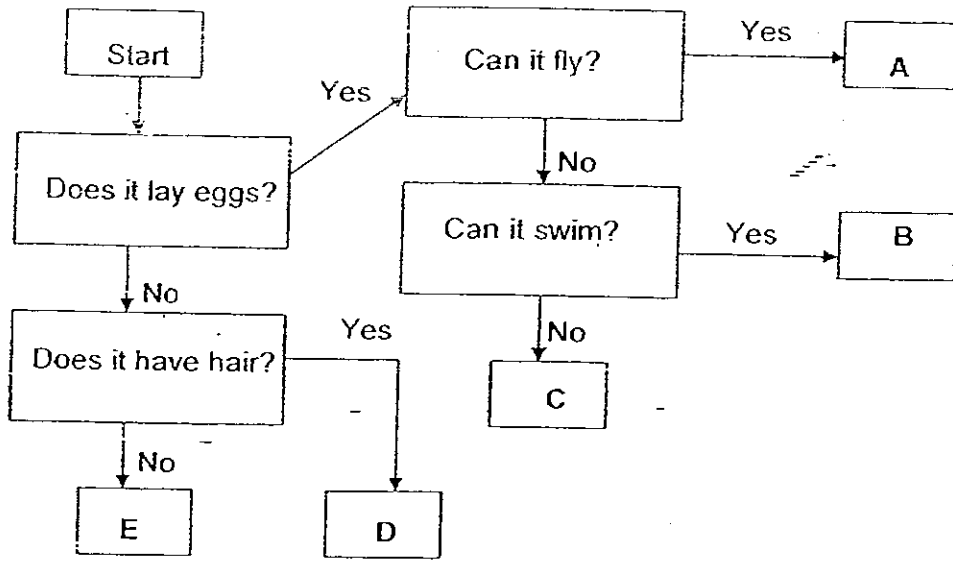 Start
Does it lay eggs?
Yes
Can it fly?
Yes
A
No
Can it swim?
Yes
B
No
C
No
Does it have hair?
Yes
D
No
E